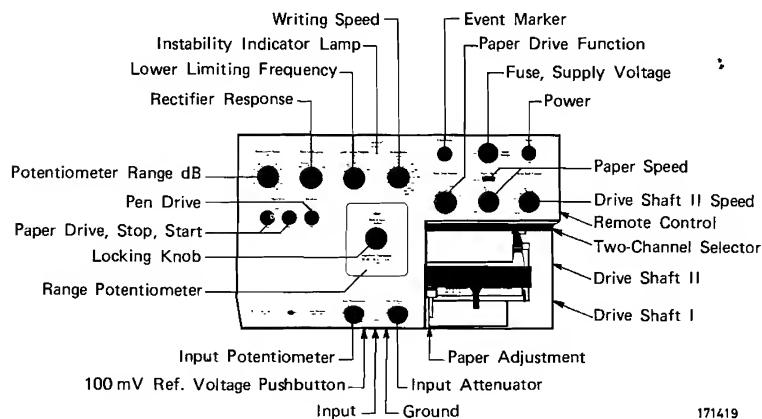 Writing Speed
Event Marker
Instability Indicator Lamp
Paper Drive Function
Lower Limiting Frequency
Fuse, Supply Voltage
Rectifier Response
Power
Potentiometer Range dB
Paper Speed
Pen Drive
Drive Shaft II Speed
Paper Drive, Stop, Start
Remote Control
Locking Knob
Two-Channel Selector
Range Potentiometer
Drive Shaft II
Drive Shaft I
Input Potentiometer
Paper Adjustment
100 mV Ref. Voltage Pushbutton
Input Attenuator
Input
Ground
171419